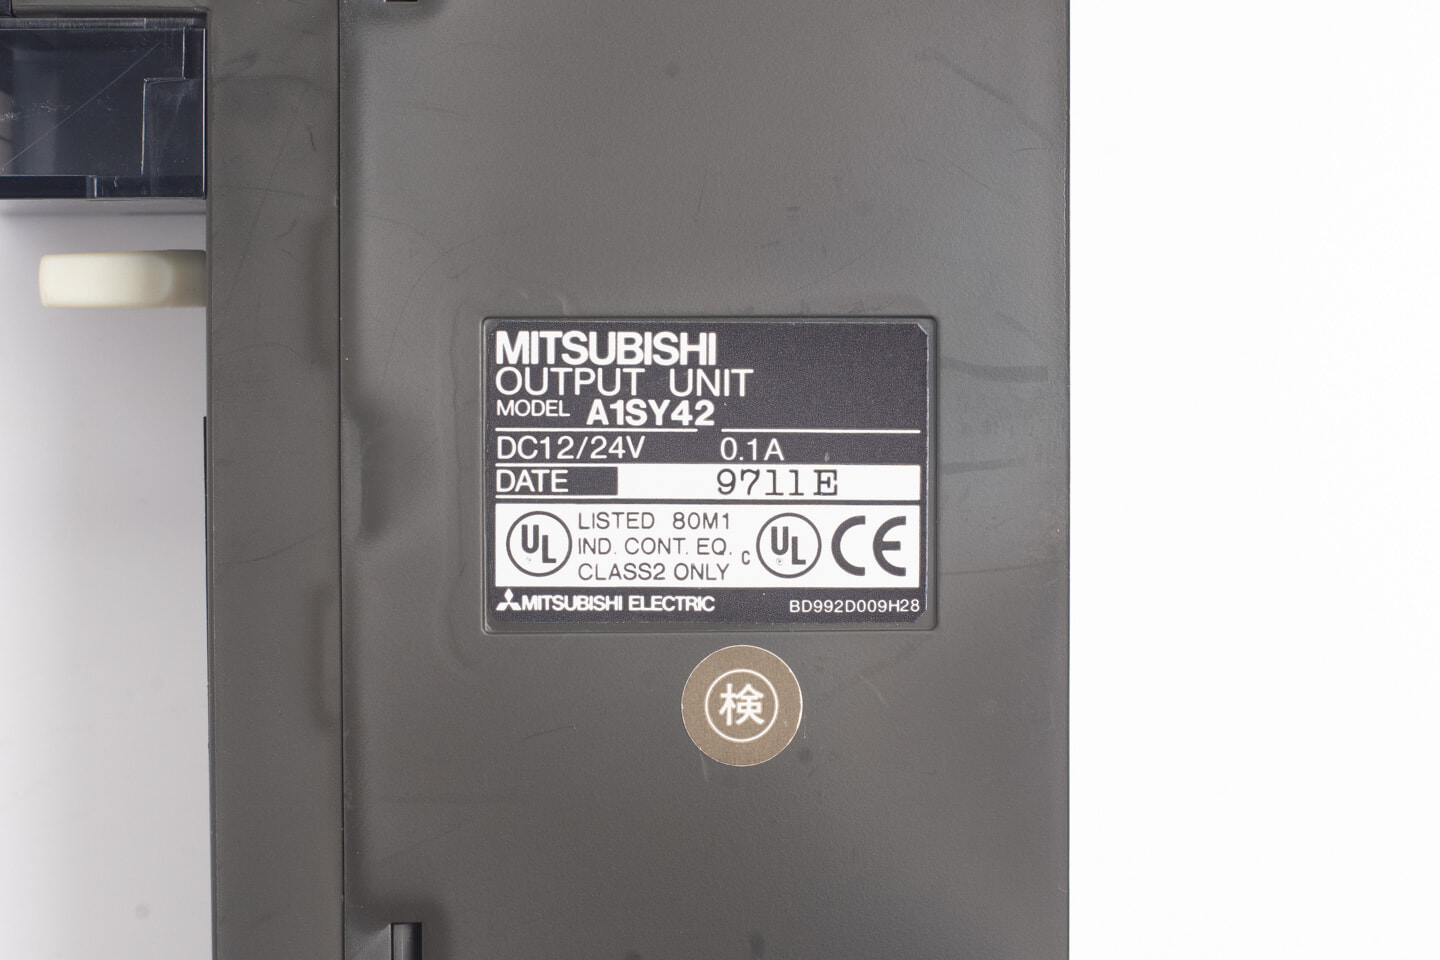 MITSUBISHI
OUTPUT UNIT
MODEL A1SY42
DC12/24V 0.1A
DATE 9711E
UL LISTED 80M1 C UL CE
IND. CONT. EQ.
CLASS2 ONLY
MITSUBISHI ELECTRIC BD992D009H28
検